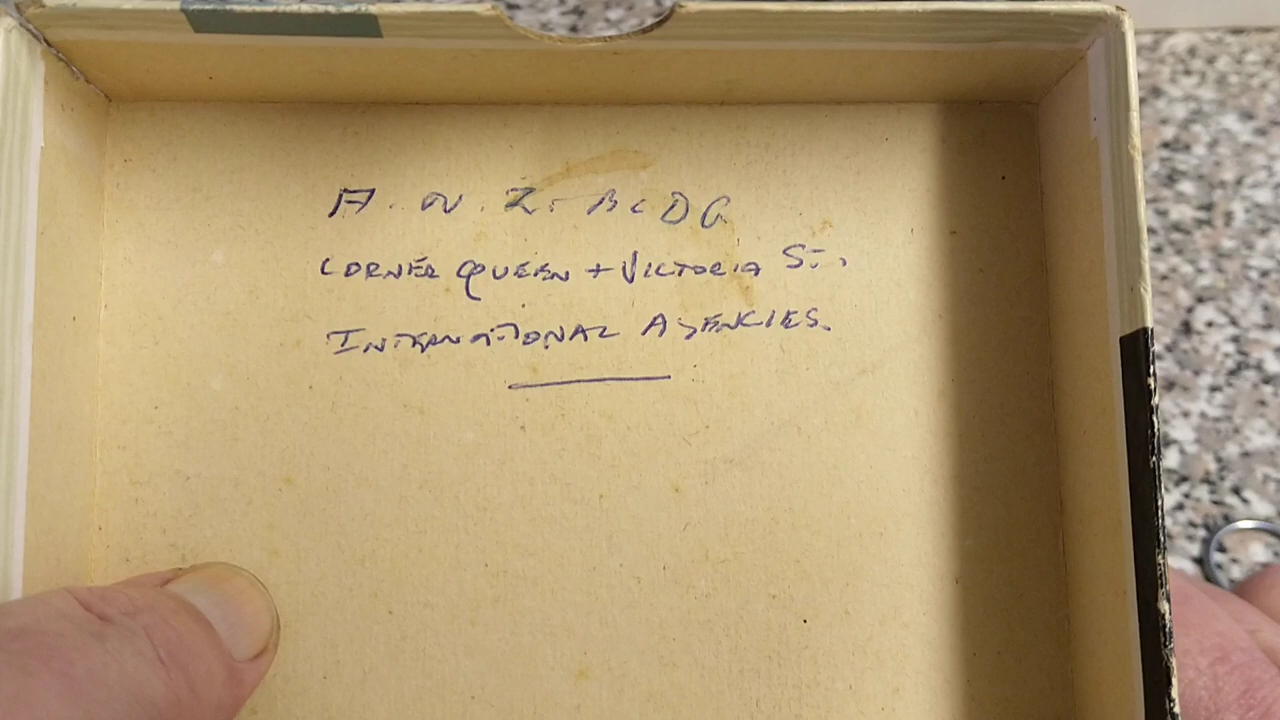 A.N.Z. BLDG
CORNER QUEEN + VICTORIA ST.,
INTERNATIONAL AGENCIES.